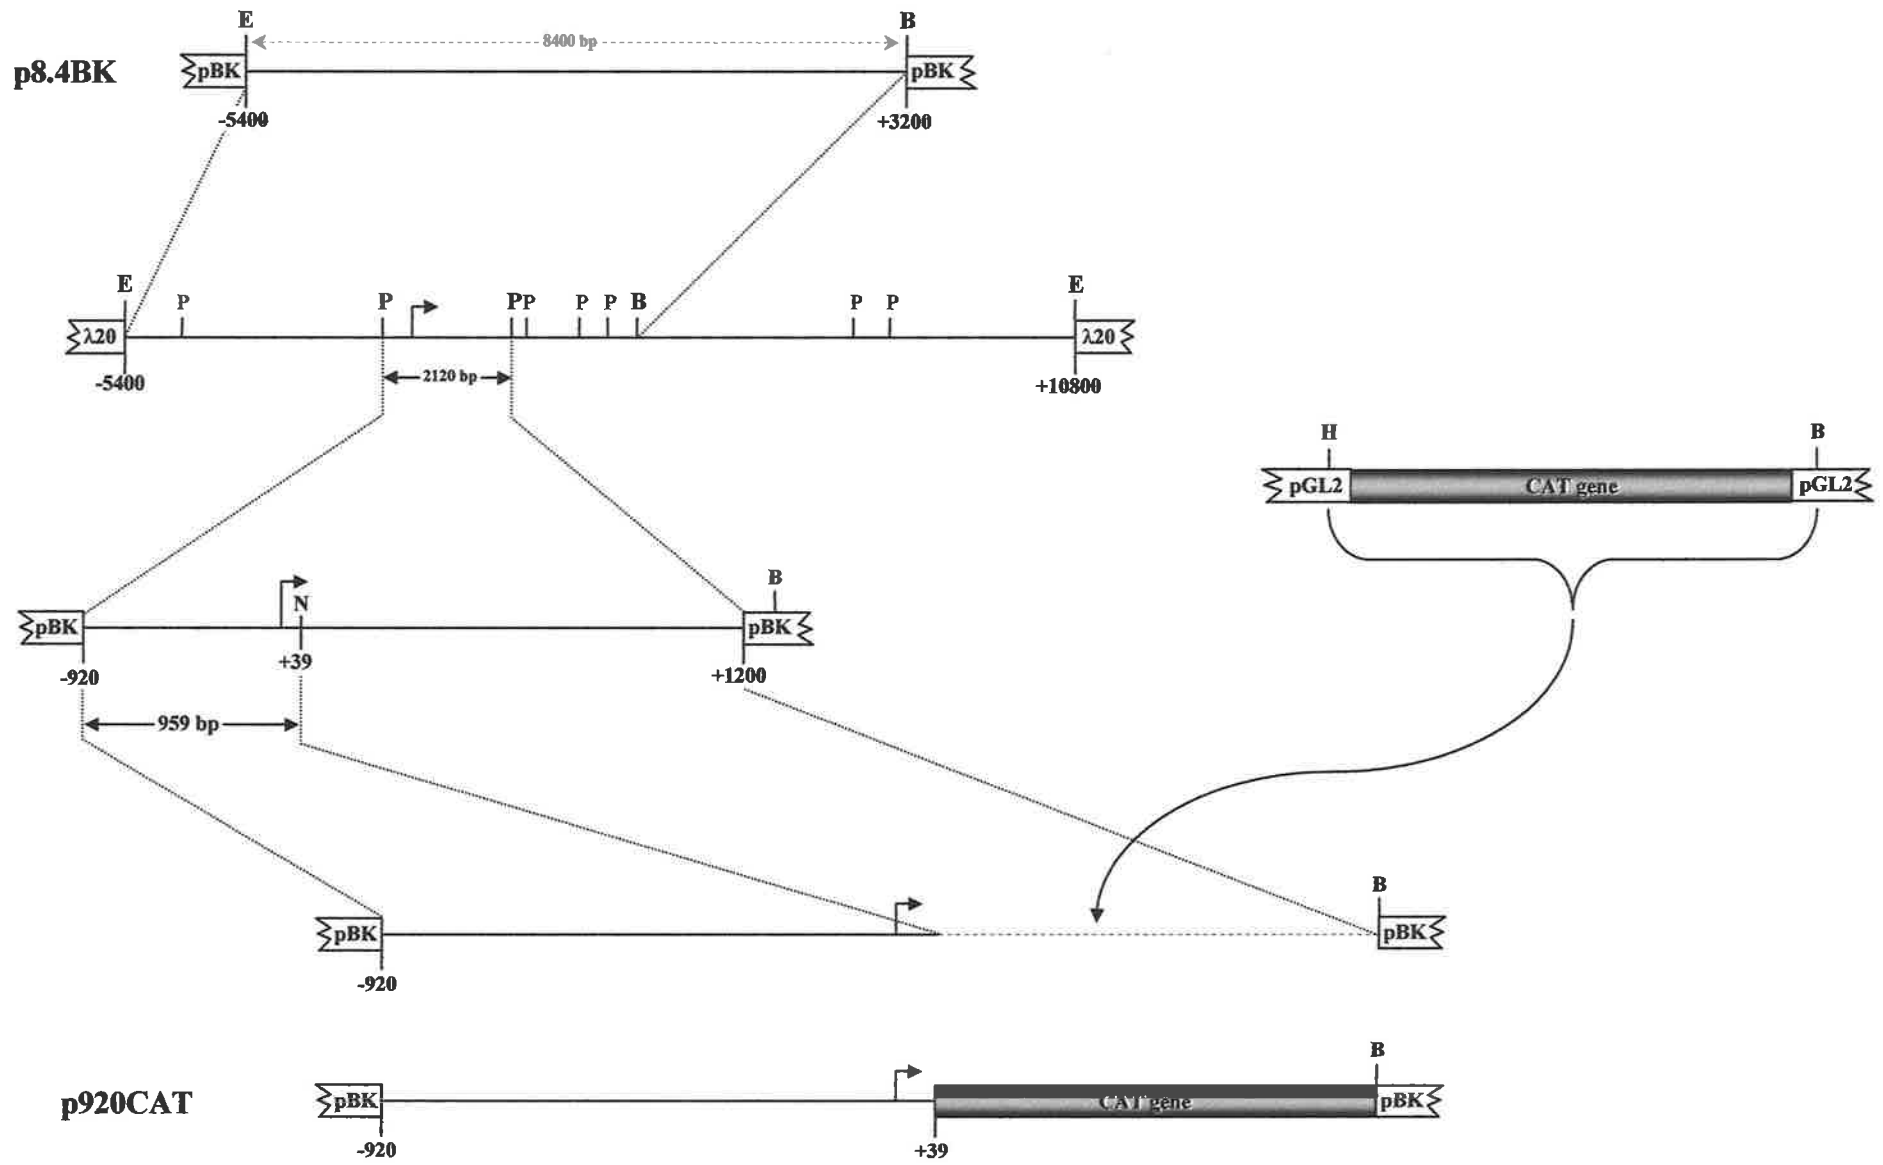 E B
8400 bp
p8.4BK pBK pBK
-5400 +3200
E P P P P P P B P P E
λ20 λ20
-5400 2120 bp +10800
H B
pGL2 CAT gene pGL2
B
N
pBK pBK
-920 +39 +1200
959 bp
B
pBK pBK
-920
B
p920CAT pBK CAT gene pBK
-920 +39